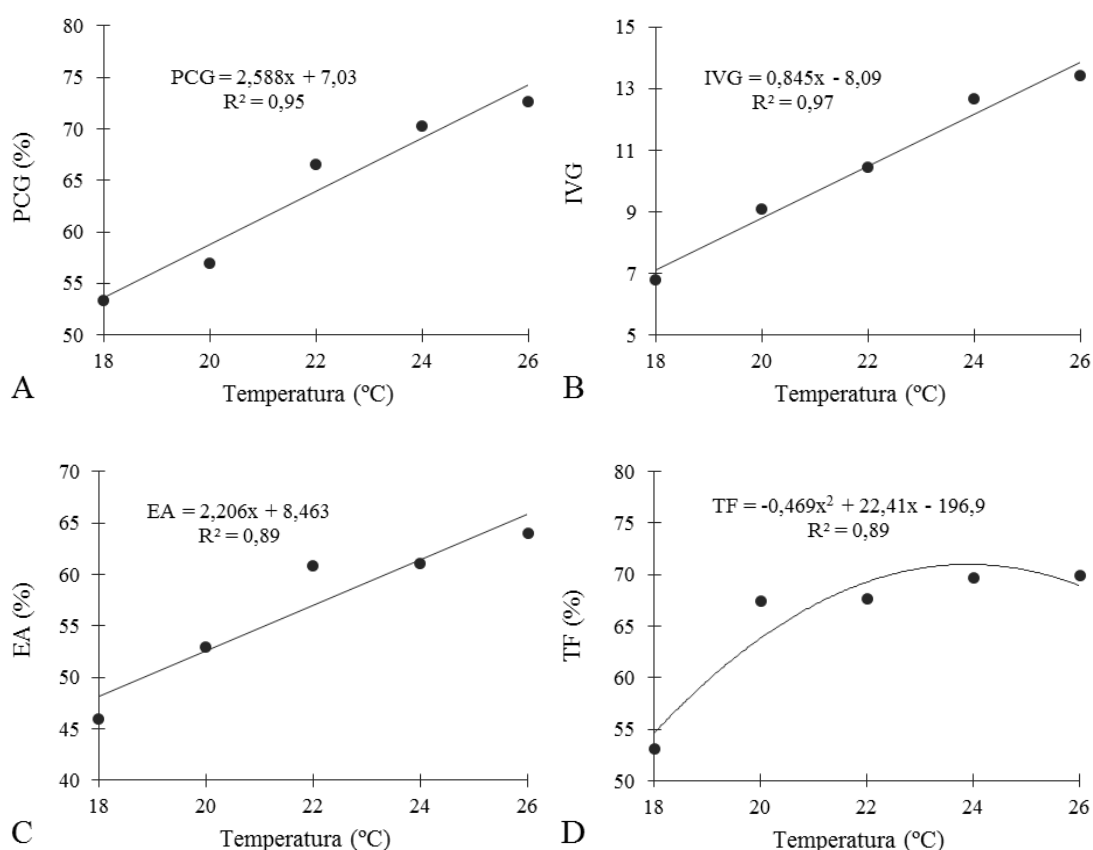 PCG (%)
80
75
70
65
60
55
50
PCG = 2,588x + 7,03
R² = 0,95
18 20 22 24 26
Temperatura (ºC)
A
IVG
15
13
11
9
7
5
IVG = 0,845x - 8,09
R² = 0,97
18 20 22 24 26
Temperatura (ºC)
B
EA (%)
70
65
60
55
50
45
40
EA = 2,206x + 8,463
R² = 0,89
18 20 22 24 26
Temperatura (ºC)
C
TF (%)
80
75
70
65
60
55
50
TF = -0,469x² + 22,41x - 196,9
R² = 0,89
18 20 22 24 26
Temperatura (ºC)
D